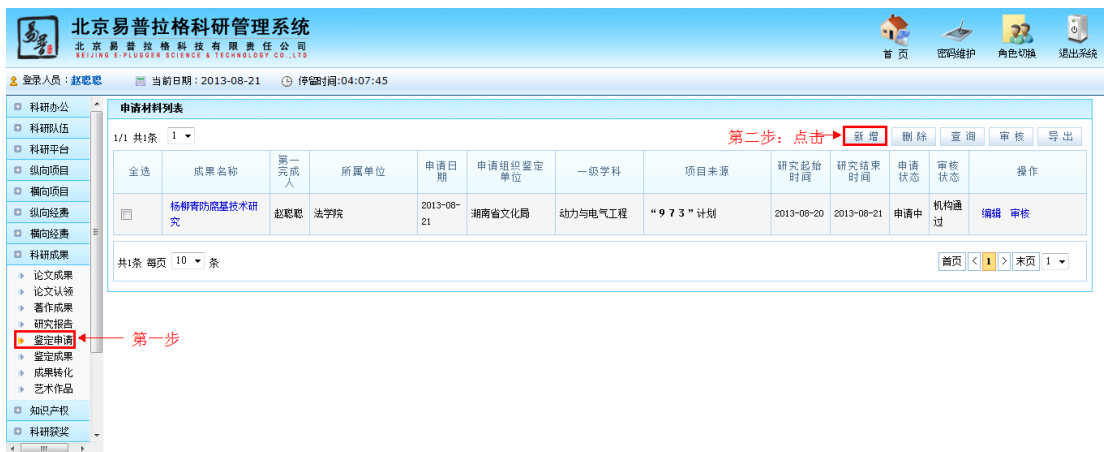 易普
北京易普拉格科研管理系统
北京易普拉格科技有限责任公司
BEIJING E-PLUGGER SCIENCE & TECHNOLOGY CO.,LTD
首 页
密码维护
角色切换
退出系统
登录人员：赵聪聪
当前日期：2013-08-21
停留时间:04:07:45
科研办公
科研队伍
科研平台
纵向项目
横向项目
纵向经费
横向经费
科研成果
论文成果
论文认领
著作成果
研究报告
鉴定申请
鉴定成果
成果转化
艺术作品
知识产权
科研获奖
第一步
申请材料列表
1/1 共1条 1
第二步：点击
新 增
删 除
查 询
审 核
导 出
全选 成果名称 第一完成人 所属单位 申请日期 申请组织鉴定单位 一级学科 项目来源 研究起始时间 研究结束时间 申请状态 审核状态 操作
杨柳青防腐基技术研究 赵聪聪 法学院 2013-08-21 湖南省文化局 动力与电气工程 “973”计划 2013-08-20 2013-08-21 申请中 机构通过 编辑 审核
共1条 每页 10 条
首页 < 1 > 末页 1